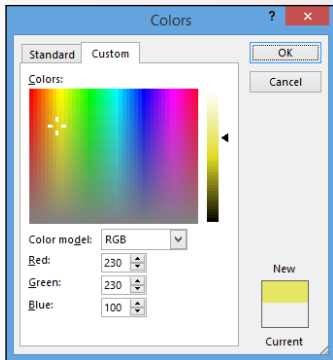 Colors
?
Standard
Custom
OK
Cancel
Colors:
Color model: RGB
Red: 230
Green: 230
Blue: 100
New
Current